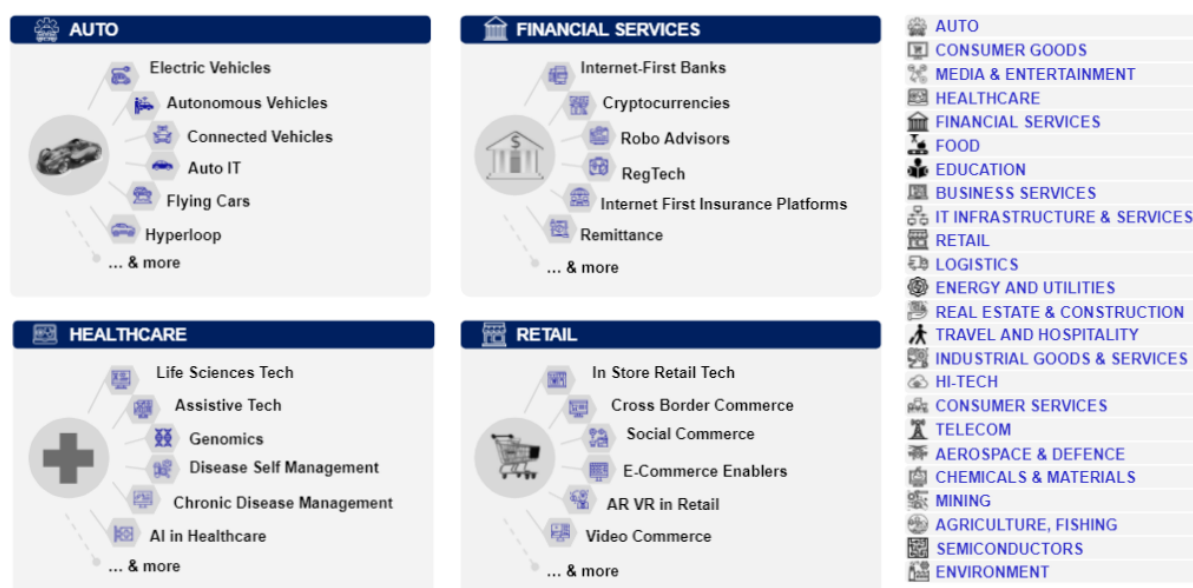 AUTO
Electric Vehicles
Autonomous Vehicles
Connected Vehicles
Auto IT
Flying Cars
Hyperloop
... & more
FINANCIAL SERVICES
Internet-First Banks
Cryptocurrencies
Robo Advisors
RegTech
Internet First Insurance Platforms
Remittance
... & more
HEALTHCARE
Life Sciences Tech
Assistive Tech
Genomics
Disease Self Management
Chronic Disease Management
AI in Healthcare
... & more
RETAIL
In Store Retail Tech
Cross Border Commerce
Social Commerce
E-Commerce Enablers
AR VR in Retail
Video Commerce
... & more
AUTO
CONSUMER GOODS
MEDIA & ENTERTAINMENT
HEALTHCARE
FINANCIAL SERVICES
FOOD
EDUCATION
BUSINESS SERVICES
IT INFRASTRUCTURE & SERVICES
RETAIL
LOGISTICS
ENERGY AND UTILITIES
REAL ESTATE & CONSTRUCTION
TRAVEL AND HOSPITALITY
INDUSTRIAL GOODS & SERVICES
HI-TECH
CONSUMER SERVICES
TELECOM
AEROSPACE & DEFENCE
CHEMICALS & MATERIALS
MINING
AGRICULTURE, FISHING
SEMICONDUCTORS
ENVIRONMENT